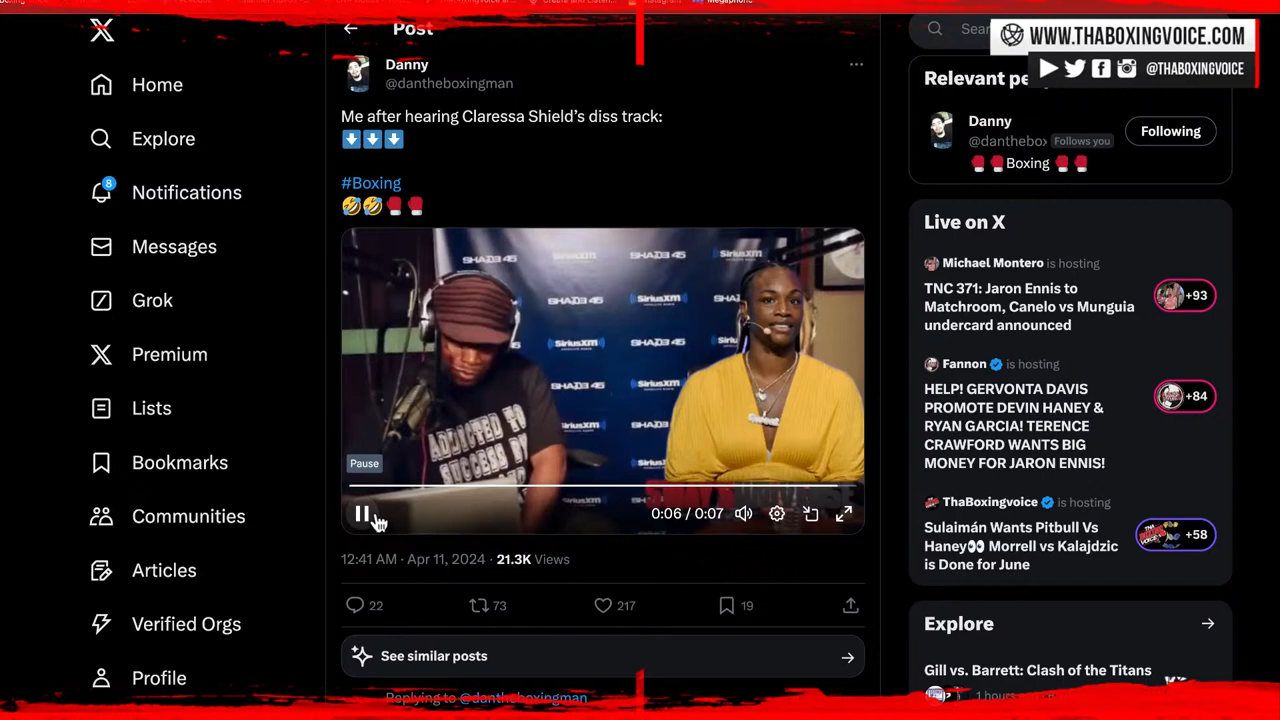 WWW.THABOXINGVOICE.COM
@THABOXINGVOICE
Post
Home
Explore
Notifications
8
Messages
Grok
Premium
Lists
Bookmarks
Communities
Articles
Verified Orgs
Profile
Danny
@dantheboxingman
Me after hearing Claressa Shield's diss track:
⬇️⬇️⬇️
#Boxing
🤣🤣🥊🥊
SHADE 45
SiriusXM
ADDICTED TO
SUCCESS
Pause
0:06 / 0:07
12:41 AM · Apr 11, 2024 · 21.3K Views
22
73
217
19
See similar posts
Replying to @dantheboxingman
Danny
Follows you
Following
🥊🥊Boxing🥊🥊
Live on X
Michael Montero is hosting
TNC 371: Jaron Ennis to
Matchroom, Canelo vs Munguia
undercard announced
+93
Fannon is hosting
HELP! GERVONTA DAVIS
PROMOTE DEVIN HANEY &
RYAN GARCIA! TERENCE
CRAWFORD WANTS BIG
MONEY FOR JARON ENNIS!
+84
ThaBoxingvoice is hosting
Sulaimán Wants Pitbull Vs
Haney👀 Morrell vs Kalajdzic
is Done for June
+58
Explore
Gill vs. Barrett: Clash of the Titans